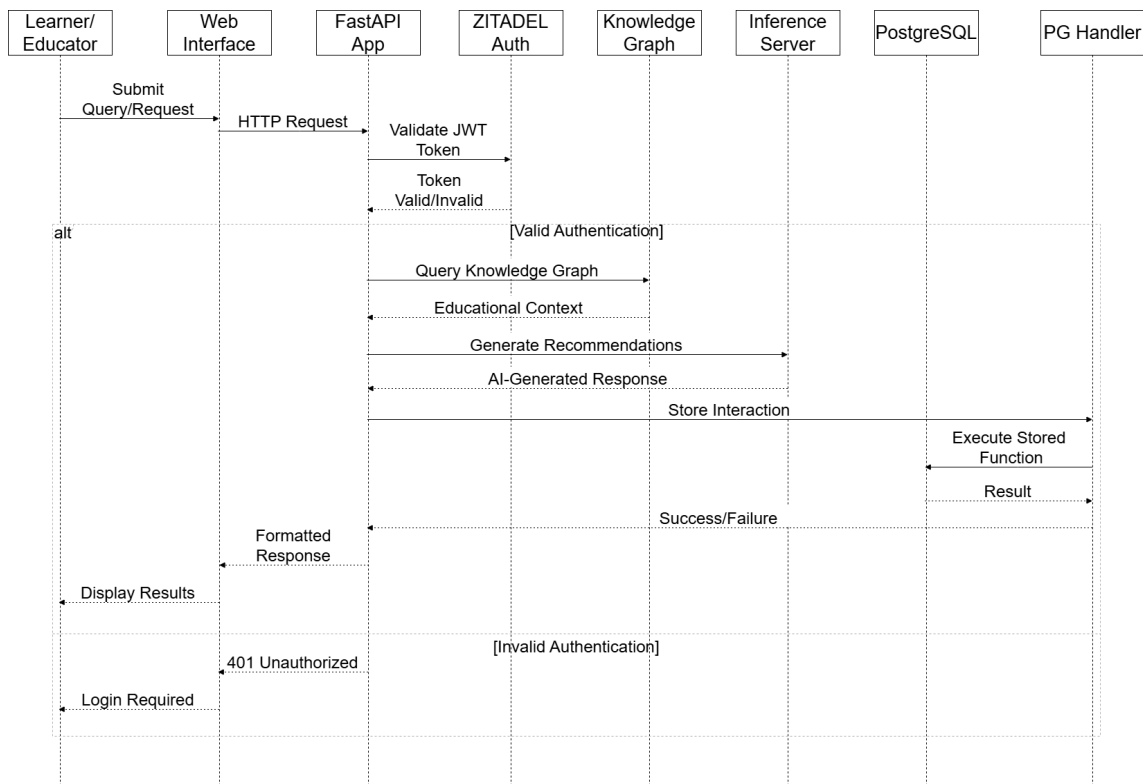 Learner/
Educator
Web
Interface
FastAPI
App
ZITADEL
Auth
Knowledge
Graph
Inference
Server
PostgreSQL
PG Handler
Submit
Query/Request
HTTP Request
Validate JWT
Token
Token
Valid/Invalid
alt
[Valid Authentication]
Query Knowledge Graph
Educational Context
Generate Recommendations
AI-Generated Response
Store Interaction
Execute Stored
Function
Result
Success/Failure
Formatted
Response
Display Results
[Invalid Authentication]
401 Unauthorized
Login Required